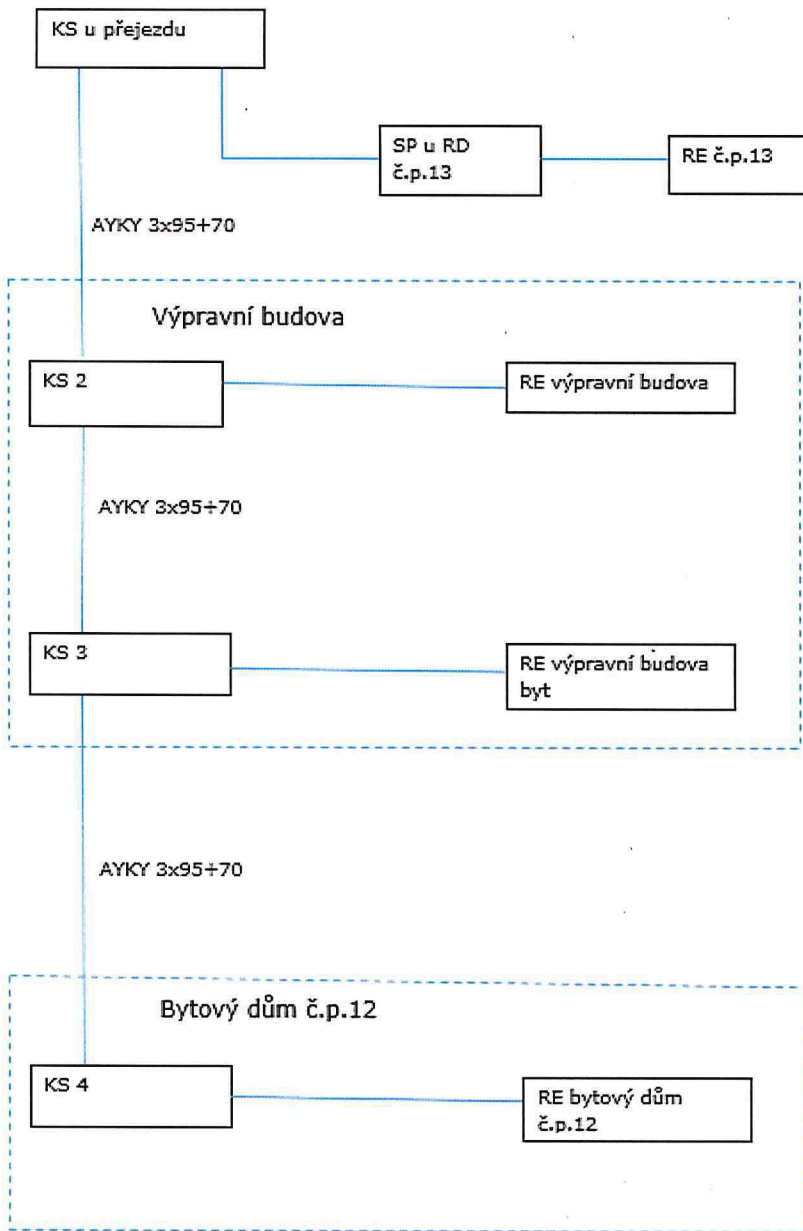 KS u přejezdu
SP u RD
č.p.13
RE č.p.13
AYKY 3x95+70
Výpravní budova
KS 2
RE výpravní budova
AYKY 3x95+70
KS 3
RE výpravní budova
byt
AYKY 3x95+70
Bytový dům č.p.12
KS 4
RE bytový dům
č.p.12